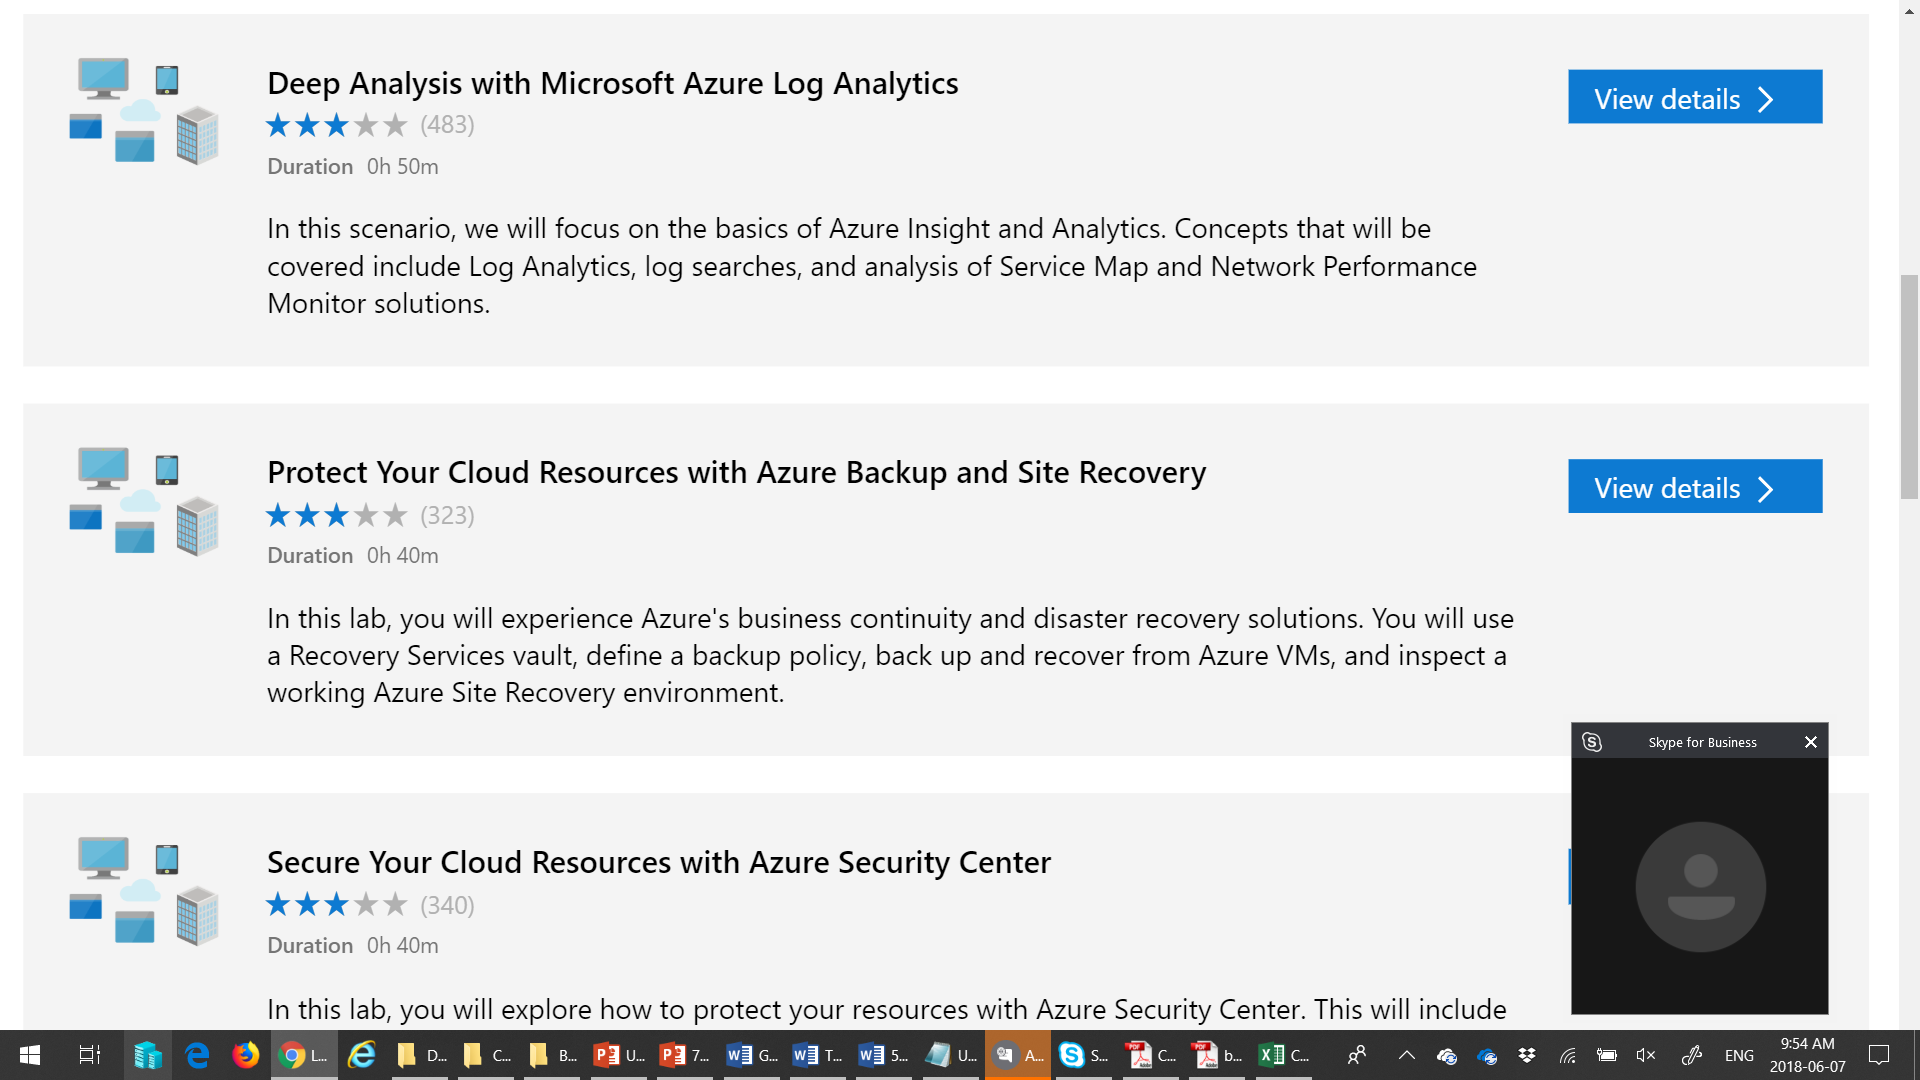 Deep Analysis with Microsoft Azure Log Analytics
View details
(483)
Duration 0h 50m
In this scenario, we will focus on the basics of Azure Insight and Analytics. Concepts that will be
covered include Log Analytics, log searches, and analysis of Service Map and Network Performance
Monitor solutions.
Protect Your Cloud Resources with Azure Backup and Site Recovery
View details
(323)
Duration 0h 40m
In this lab, you will experience Azure's business continuity and disaster recovery solutions. You will use
a Recovery Services vault, define a backup policy, back up and recover from Azure VMs, and inspect a
working Azure Site Recovery environment.
Skype for Business
Secure Your Cloud Resources with Azure Security Center
(340)
Duration 0h 40m
In this lab, you will explore how to protect your resources with Azure Security Center. This will include
L... D... C... B... U... 7... G... T... 5... U... A... S... C... b... C... ENG 9:54 AM
2018-06-07